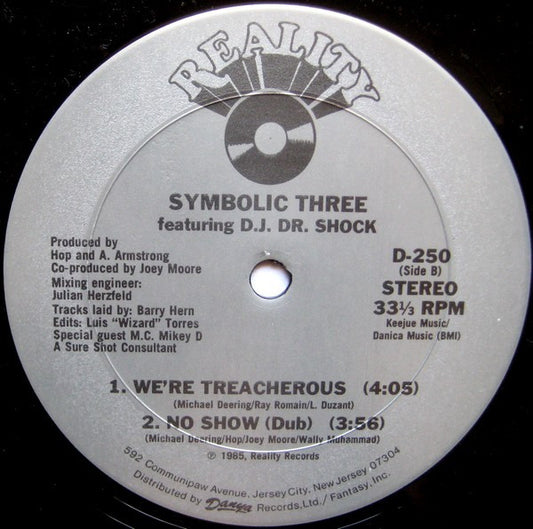 REALITY
SYMBOLIC THREE
featuring D.J. DR. SHOCK
Produced by
Hop and A. Armstrong
Co-produced by Joey Moore
Mixing engineer:
Julian Herzfeld
Tracks laid by: Barry Hern
Edits: Luis "Wizard" Torres
Special guest M.C. Mikey D
A Sure Shot Consultant
D-250
(Side B)
STEREO
33⅓ RPM
Keejue Music/
Danica Music (BMI)
1. WE'RE TREACHEROUS (4:05)
(Michael Deering/Ray Romain/L. Duzant)
2. NO SHOW (Dub) (3:56)
(Michael Deering/Hop/Joey Moore/Wally Muhammad)
℗ 1985, Reality Records
592 Communipaw Avenue, Jersey City, New Jersey 07304
Distributed by Danya Records, Ltd./ Fantasy, Inc.